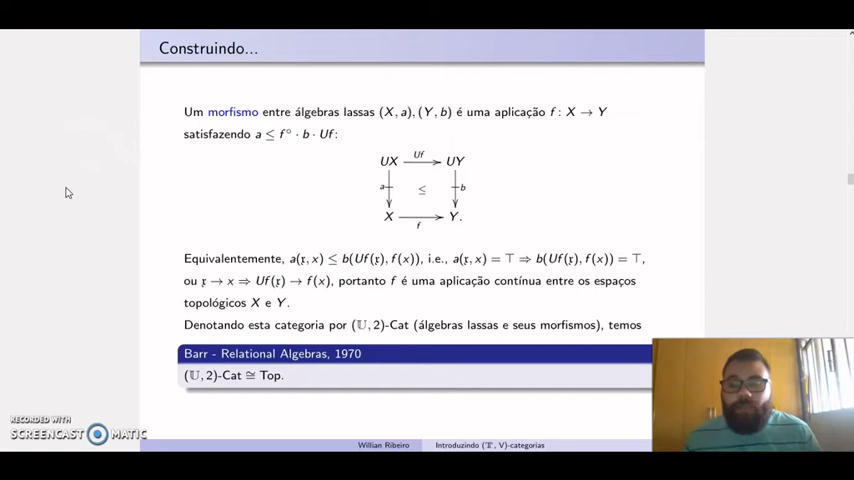 Construindo...
Um morfismo entre álgebras lassas (X, a), (Y, b) é uma aplicação f: X → Y
satisfazendo a ≤ f° · b · Uf:
Uf
UX UY
a ≤ b
X Y.
f
Equivalentemente, a(𝔵, x) ≤ b(Uf(𝔵), f(x)), i.e., a(𝔵, x) = ⊤ ⇒ b(Uf(𝔵), f(x)) = ⊤,
ou 𝔵 → x ⇒ Uf(𝔵) → f(x), portanto f é uma aplicação contínua entre os espaços
topológicos X e Y.
Denotando esta categoria por (𝕌, 2)-Cat (álgebras lassas e seus morfismos), temos
Barr - Relational Algebras, 1970
(𝕌, 2)-Cat ≅ Top.
RECORDED WITH
SCREENCAST MATIC
Willian Ribeiro Introduzindo (𝕋, V)-categorias